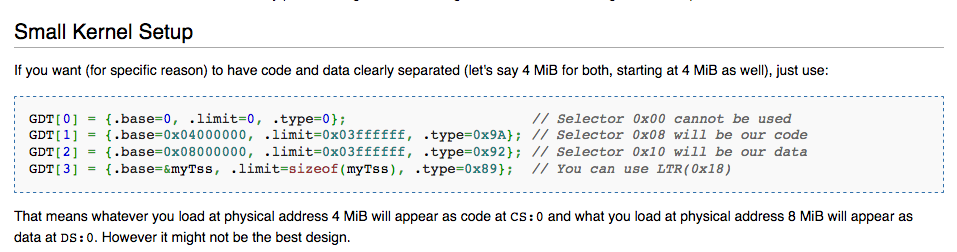 Small Kernel Setup
If you want (for specific reason) to have code and data clearly separated (let's say 4 MiB for both, starting at 4 MiB as well), just use:
GDT[0] = {.base=0, .limit=0, .type=0};                     // Selector 0x00 cannot be used
GDT[1] = {.base=0x04000000, .limit=0x03ffffff, .type=0x9A}; // Selector 0x08 will be our code
GDT[2] = {.base=0x08000000, .limit=0x03ffffff, .type=0x92}; // Selector 0x10 will be our data
GDT[3] = {.base=&myTss, .limit=sizeof(myTss), .type=0x89};  // You can use LTR(0x18)
That means whatever you load at physical address 4 MiB will appear as code at CS:0 and what you load at physical address 8 MiB will appear as
data at DS:0. However it might not be the best design.